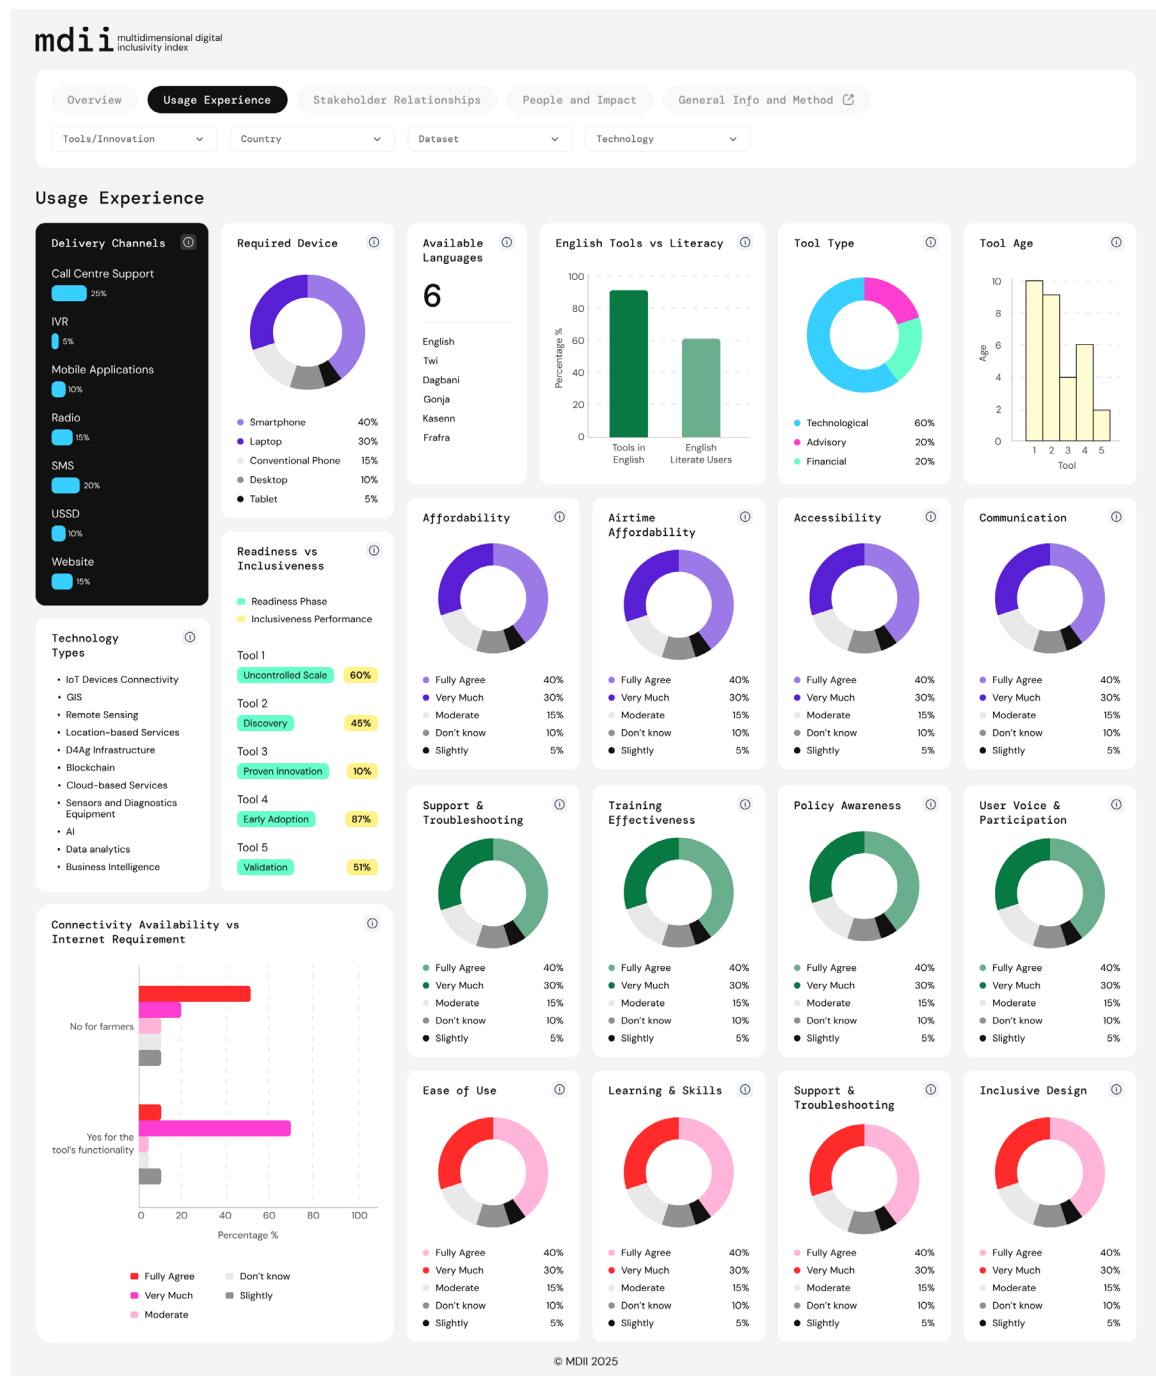 mdii
multidimensional digital
inclusivity index
Overview
Usage Experience
Stakeholder Relationships
People and Impact
General Info and Method
Tools/Innovation
Country
Dataset
Technology
Usage Experience
Delivery Channels
Call Centre Support
25%
IVR
5%
Mobile Applications
10%
Radio
15%
SMS
20%
USSD
10%
Website
15%
Required Device
Smartphone 40%
Laptop 30%
Conventional Phone 15%
Desktop 10%
Tablet 5%
Available
Languages
6
English
Twi
Dagbani
Gonja
Kasenn
Frafra
English Tools vs Literacy
Percentage %
100
80
60
40
20
0
Tools in
English
English
Literate Users
Tool Type
Technological 60%
Advisory 20%
Financial 20%
Tool Age
Age
10
8
6
4
2
0
1 2 3 4 5
Tool
Technology
Types
• IoT Devices Connectivity
• GIS
• Remote Sensing
• Location-based Services
• D4Ag Infrastructure
• Blockchain
• Cloud-based Services
• Sensors and Diagnostics
Equipment
• AI
• Data analytics
• Business Intelligence
Readiness vs
Inclusiveness
Readiness Phase
Inclusiveness Performance
Tool 1
Uncontrolled Scale 60%
Tool 2
Discovery 45%
Tool 3
Proven innovation 10%
Tool 4
Early Adoption 87%
Tool 5
Validation 51%
Affordability
Fully Agree 40%
Very Much 30%
Moderate 15%
Don't know 10%
Slightly 5%
Airtime
Affordability
Fully Agree 40%
Very Much 30%
Moderate 15%
Don't know 10%
Slightly 5%
Accessibility
Fully Agree 40%
Very Much 30%
Moderate 15%
Don't know 10%
Slightly 5%
Communication
Fully Agree 40%
Very Much 30%
Moderate 15%
Don't know 10%
Slightly 5%
Support &
Troubleshooting
Fully Agree 40%
Very Much 30%
Moderate 15%
Don't know 10%
Slightly 5%
Training
Effectiveness
Fully Agree 40%
Very Much 30%
Moderate 15%
Don't know 10%
Slightly 5%
Policy Awareness
Fully Agree 40%
Very Much 30%
Moderate 15%
Don't know 10%
Slightly 5%
User Voice &
Participation
Fully Agree 40%
Very Much 30%
Moderate 15%
Don't know 10%
Slightly 5%
Connectivity Availability vs
Internet Requirement
No for farmers
Yes for the
tool's functionality
0 20 40 60 80 100
Percentage %
Fully Agree
Very Much
Moderate
Don't know
Slightly
Ease of Use
Fully Agree 40%
Very Much 30%
Moderate 15%
Don't know 10%
Slightly 5%
Learning & Skills
Fully Agree 40%
Very Much 30%
Moderate 15%
Don't know 10%
Slightly 5%
Support &
Troubleshooting
Fully Agree 40%
Very Much 30%
Moderate 15%
Don't know 10%
Slightly 5%
Inclusive Design
Fully Agree 40%
Very Much 30%
Moderate 15%
Don't know 10%
Slightly 5%
© MDII 2025